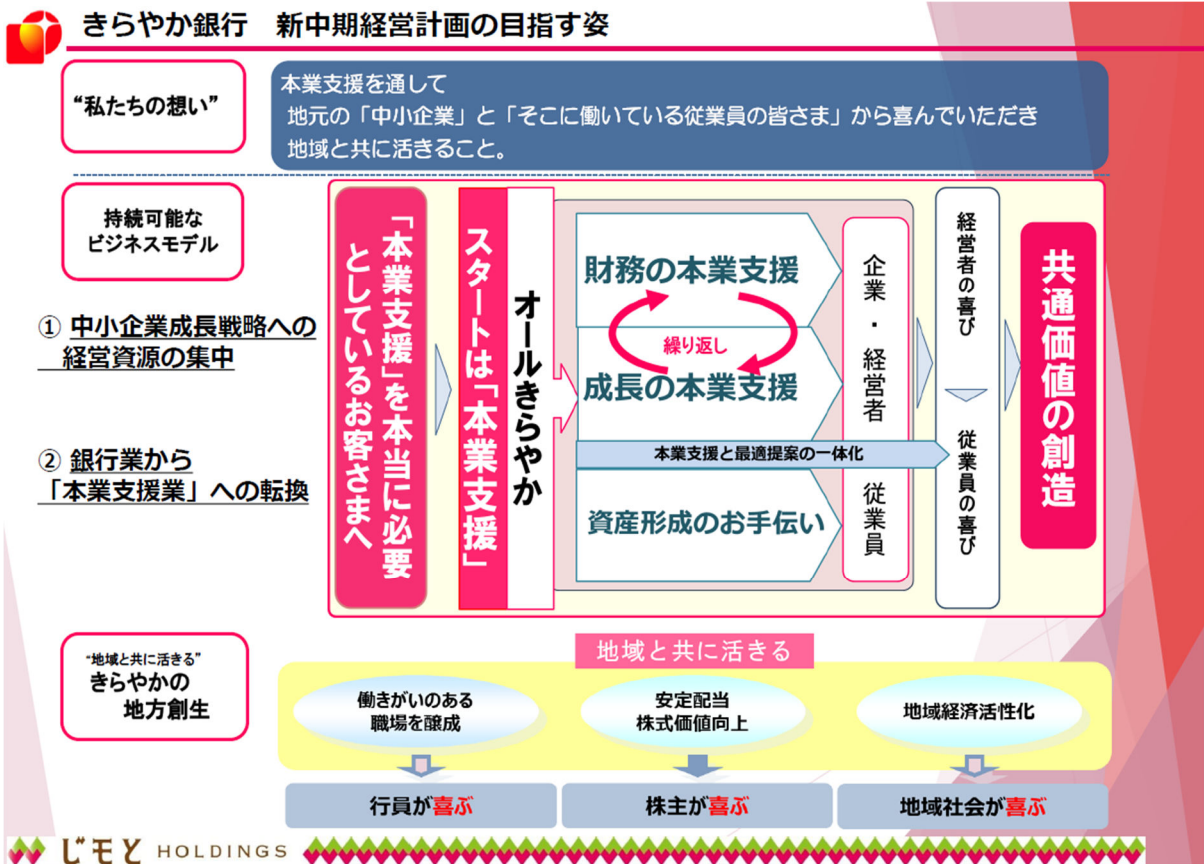 きらやか銀行　新中期経営計画の目指す姿
“私たちの想い”
本業支援を通して
地元の「中小企業」と「そこに働いている従業員の皆さま」から喜んでいただき
地域と共に活きること。
持続可能な
ビジネスモデル
① 中小企業成長戦略への
経営資源の集中
② 銀行業から
「本業支援業」への転換
「本業支援」を本当に必要
としているお客さまへ
スタートは「本業支援」
オールきらやか
財務の本業支援
繰り返し
成長の本業支援
本業支援と最適提案の一体化
資産形成のお手伝い
企業・経営者
従業員
経営者の喜び
従業員の喜び
共通価値の創造
“地域と共に活きる”
きらやかの
地方創生
地域と共に活きる
働きがいのある
職場を醸成
安定配当
株式価値向上
地域経済活性化
行員が喜ぶ
株主が喜ぶ
地域社会が喜ぶ
じモと HOLDINGS